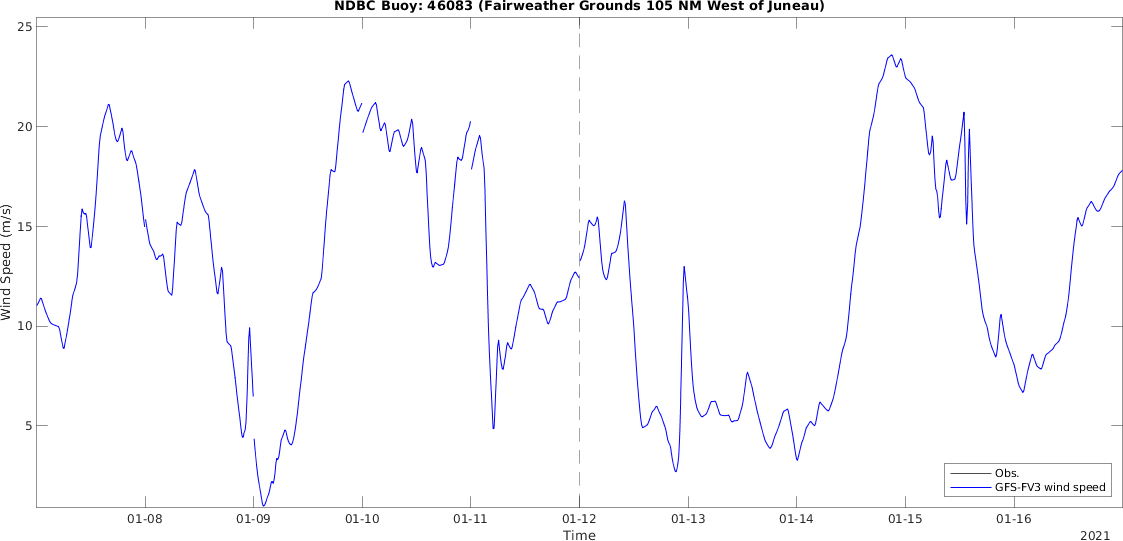 NDBC Buoy: 46083 (Fairweather Grounds 105 NM West of Juneau)
25
20
15
10
5
Wind Speed (m/s)
Obs.
GFS-FV3 wind speed
01-08 01-09 01-10 01-11 01-12 01-13 01-14 01-15 01-16
Time
2021